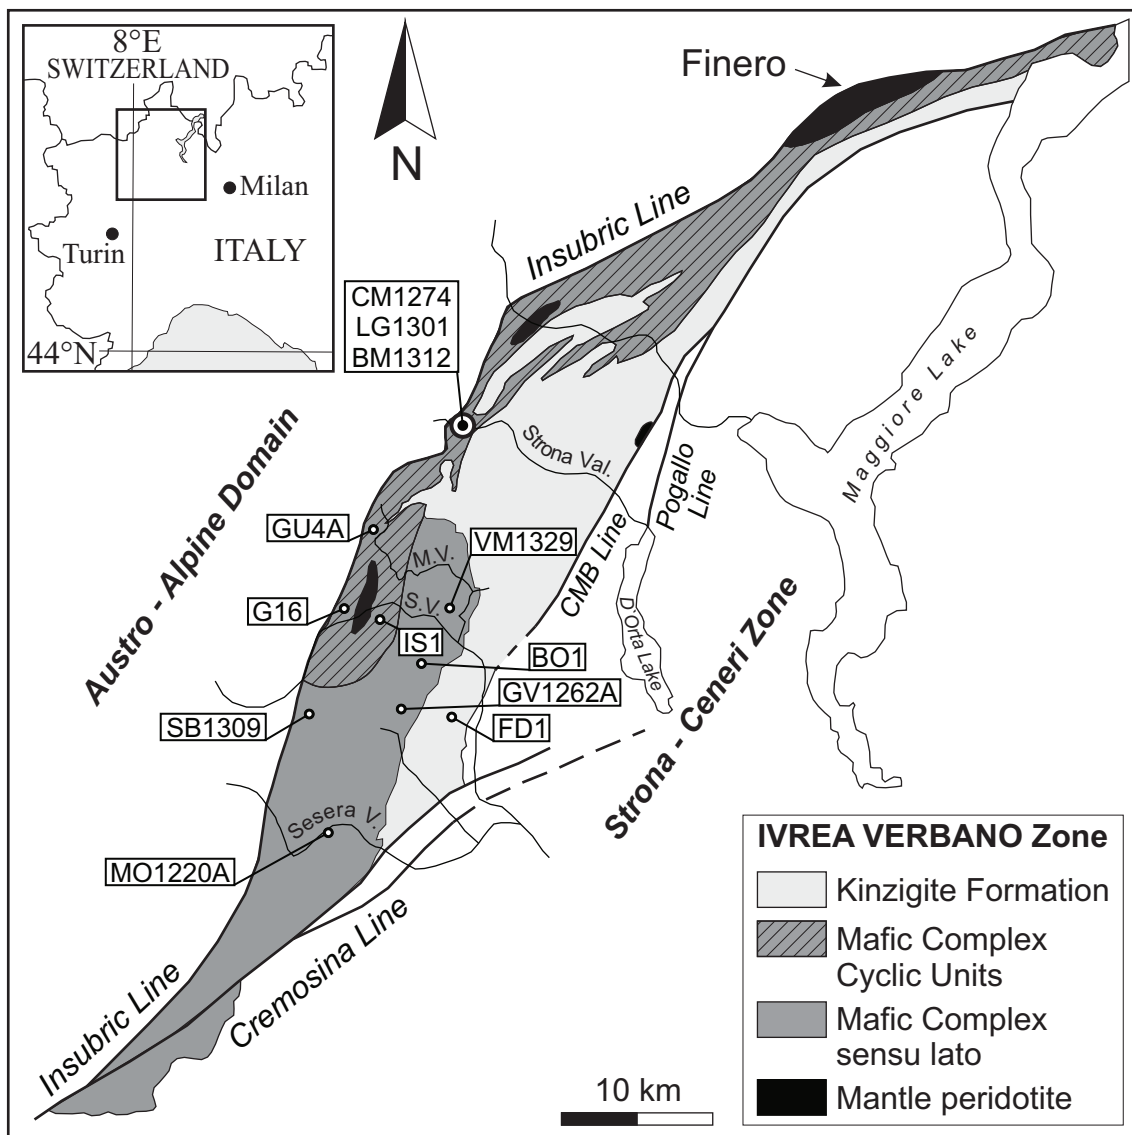 8°E
SWITZERLAND
Milan
Turin
ITALY
44°N
N
Finero
Insubric Line
CM1274
LG1301
BM1312
Strona Val.
Maggiore Lake
Austro - Alpine Domain
Pogallo
Line
GU4A
VM1329
M.V.
CMB Line
G16
S.V.
D'Orta Lake
IS1
BO1
GV1262A
SB1309
FD1
Strona - Ceneri Zone
Sesera V.
MO1220A
Cremosina Line
Insubric Line
10 km
IVREA VERBANO Zone
Kinzigite Formation
Mafic Complex
Cyclic Units
Mafic Complex
sensu lato
Mantle peridotite